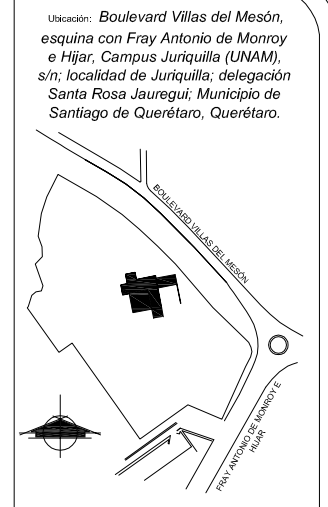 Ubicación: Boulevard Villas del Mesón,
esquina con Fray Antonio de Monroy
e Hijar, Campus Juriquilla (UNAM),
s/n; localidad de Juriquilla; delegación
Santa Rosa Jauregui; Municipio de
Santiago de Querétaro, Querétaro.
BOULEVARD VILLAS DEL MESÓN
FRAY ANTONIO DE MONROY E
HIJAR